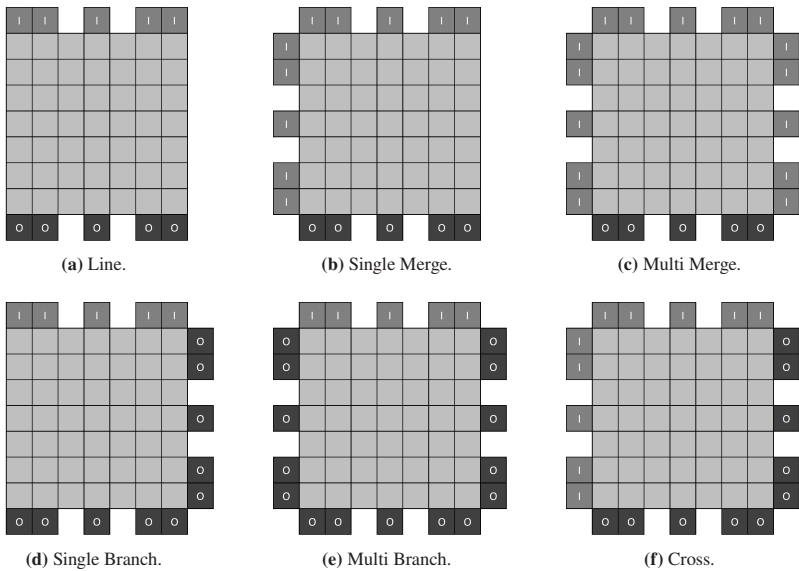 I I I I I
O O O O O
(a) Line.
I I I I I
I
I
I
I
I
O O O O O
(b) Single Merge.
I I I I I
I I
I I
I I
I I
I I
O O O O O
(c) Multi Merge.
I I I I I
O
O
O
O
O
O O O O O
(d) Single Branch.
I I I I I
O O
O O
O O
O O
O O
O O O O O
(e) Multi Branch.
I I I I I
I O
I O
I O
I O
I O
O O O O O
(f) Cross.